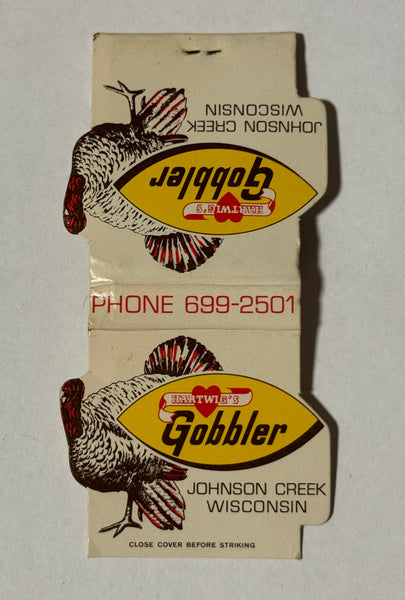 JOHNSON CREEK
WISCONSIN
HARTWIG'S
Gobbler
PHONE 699-2501
HARTWIG'S
Gobbler
JOHNSON CREEK
WISCONSIN
CLOSE COVER BEFORE STRIKING